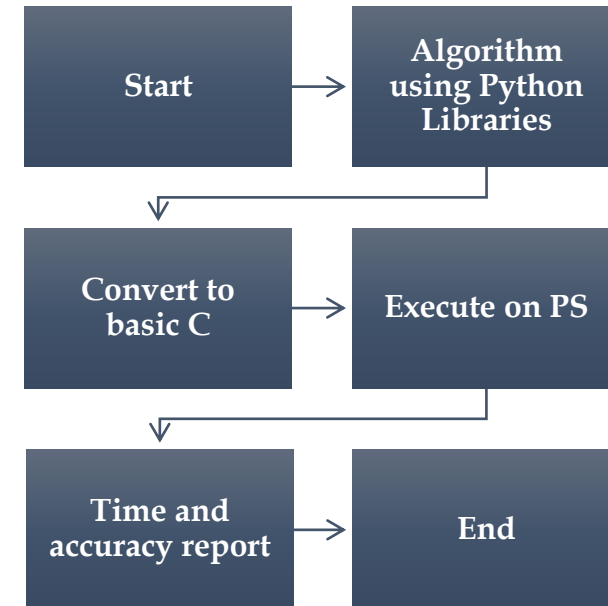 Start
Algorithm
using Python
Libraries
Convert to
basic C
Execute on PS
Time and
accuracy report
End